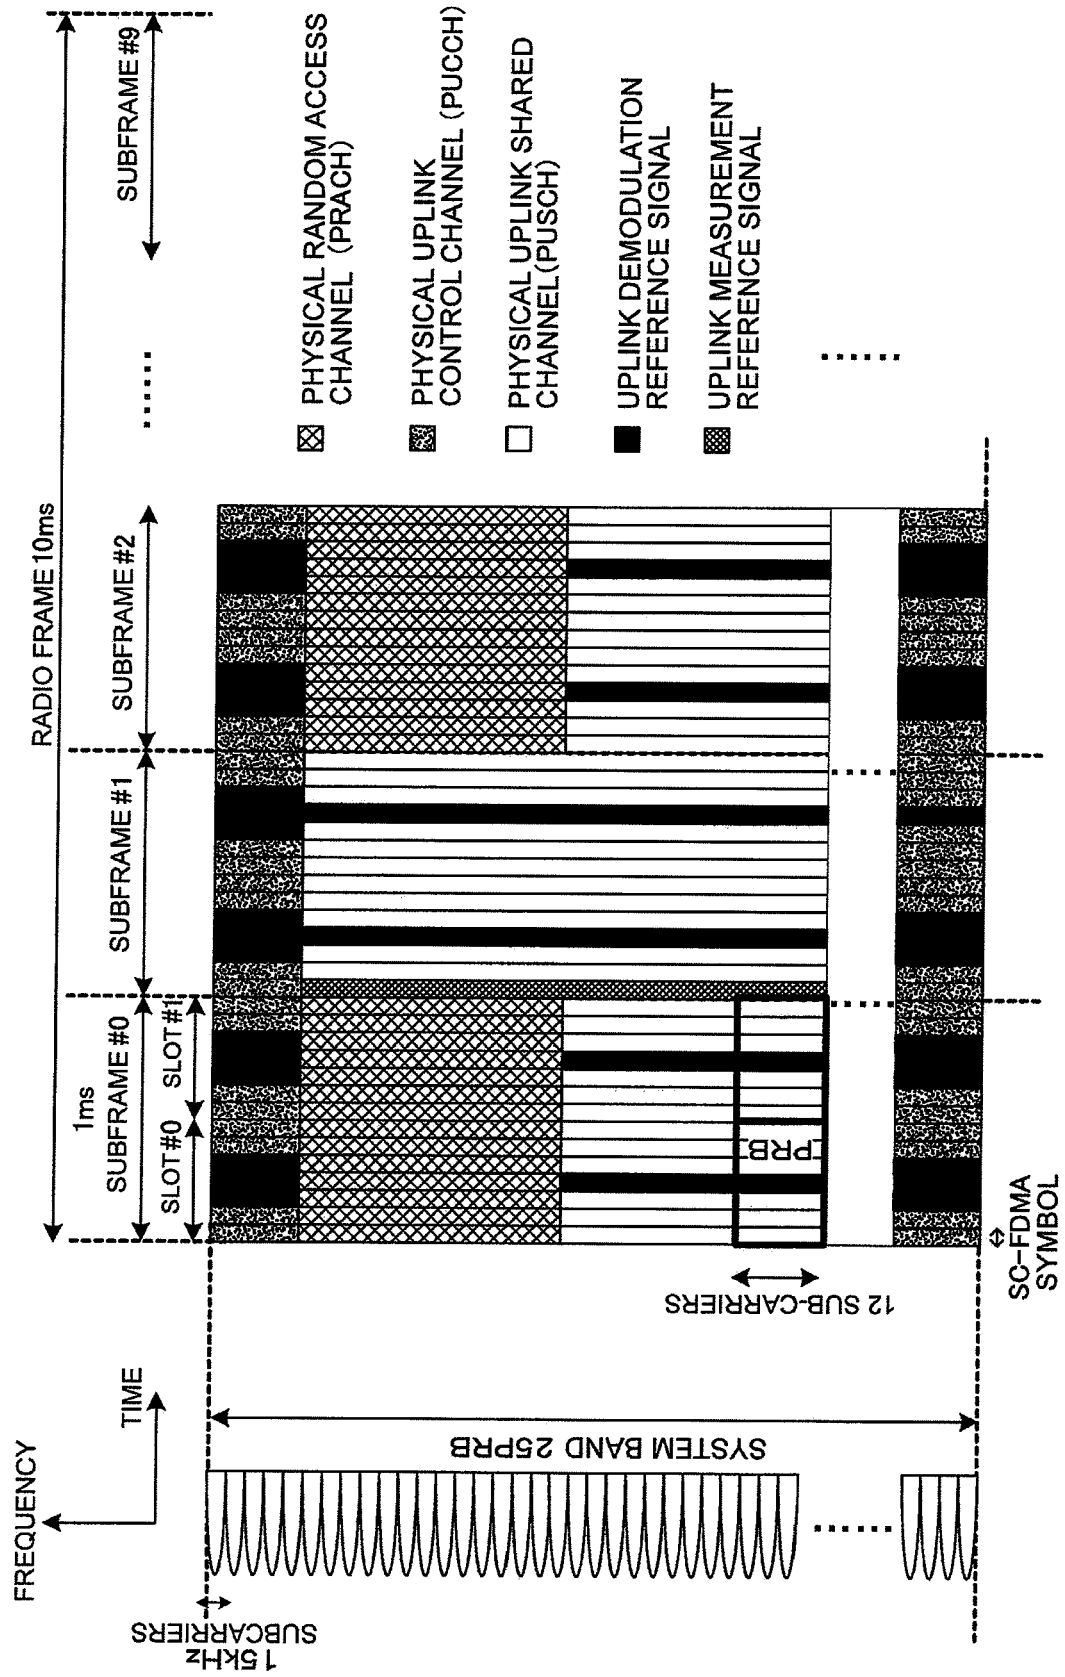 RADIO FRAME 10ms
1ms
SUBFRAME #0
SUBFRAME #1
SUBFRAME #2
SUBFRAME #9
SLOT#0
SLOT#1
FREQUENCY
TIME
15kHz
SUBCARRIERS
SYSTEM BAND 25PRB
12 SUB-CARRIERS
PRB
SC-FDMA
SYMBOL
PHYSICAL RANDOM ACCESS
CHANNEL (PRACH)
PHYSICAL UPLINK
CONTROL CHANNEL (PUCCH)
PHYSICAL UPLINK SHARED
CHANNEL(PUSCH)
UPLINK DEMODULATION
REFERENCE SIGNAL
UPLINK MEASUREMENT
REFERENCE SIGNAL